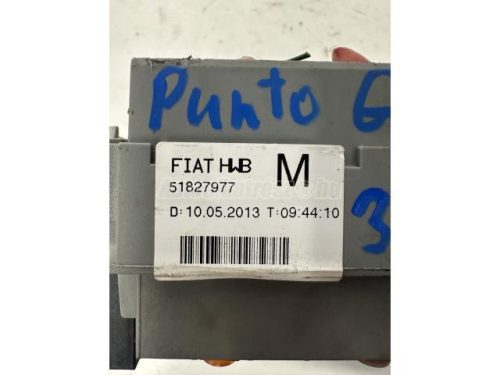 Punto G
FIAT HWB M
51827977
3
D: 10.05.2013 T:09:44:10